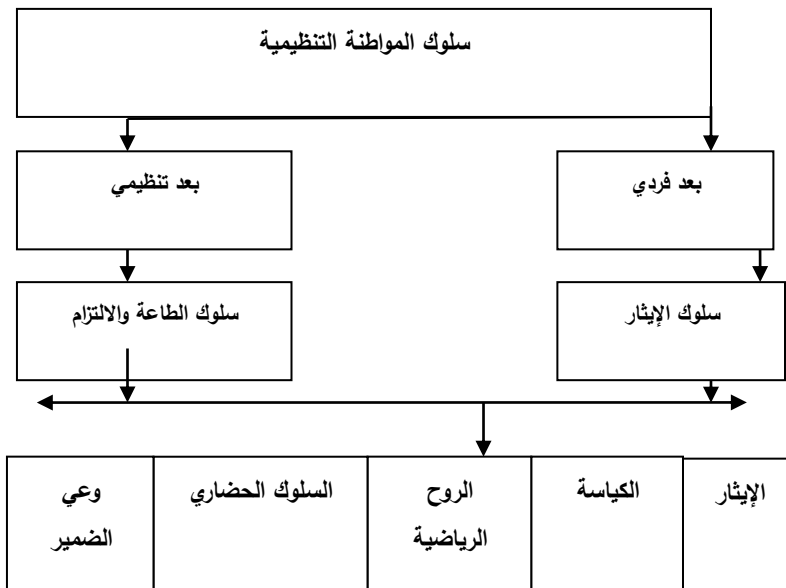 سلوك المواطنة التنظيمية
بعد فردي
بعد تنظيمي
سلوك الإيثار
سلوك الطاعة والالتزام
الإيثار
الكياسة
الروح
الرياضية
السلوك الحضاري
وعي
الضمير